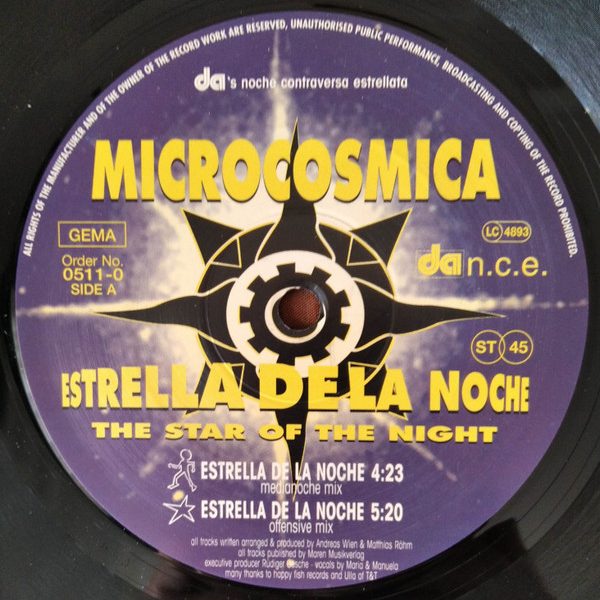 ALL RIGHTS OF THE MANUFACTURER AND OF THE OWNER OF THE RECORD WORK ARE RESERVED, UNAUTHORISED PUBLIC PERFORMANCE, BROADCASTING AND COPYING OF THE RECORD PROHIBITED.
da's noche contraversa estrellata
MICROCOSMICA
GEMA
Order No.
0511-0
SIDE A
LC 4893
da n.c.e.
ST 45
ESTRELLA DE LA NOCHE
THE STAR OF THE NIGHT
ESTRELLA DE LA NOCHE 4:23
medianoche mix
ESTRELLA DE LA NOCHE 5:20
offensive mix
all tracks written arranged & produced by Andreas Wien & Matthias Röhm
all tracks published by Maren Musikverlag
executive producer Rüdiger - vocals by Maria & Manuela
many thanks to happy fish records and Ulla of T&T